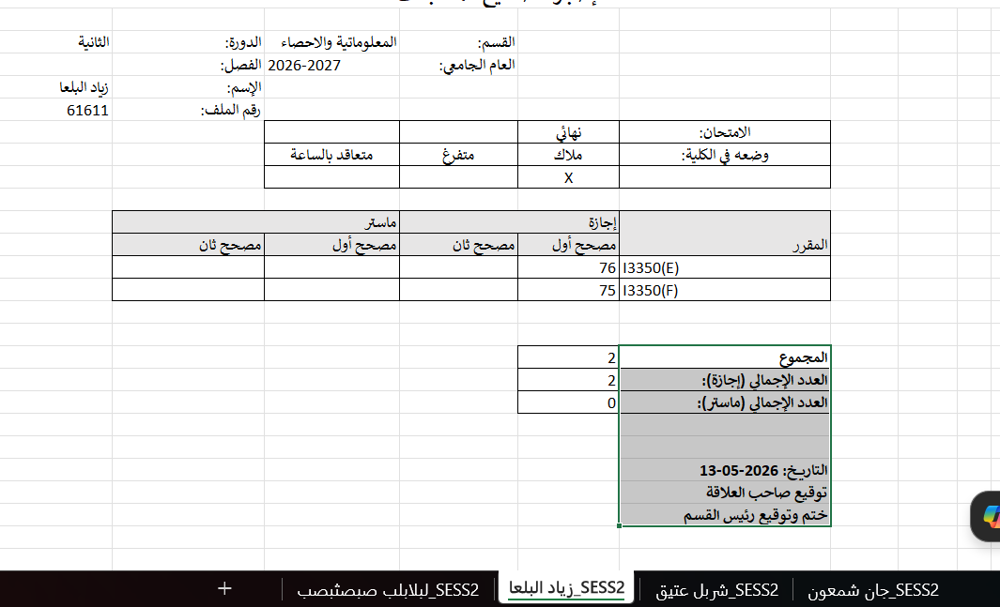 القسم: المعلوماتية والاحصاء الدورة: الثانية
العام الجامعي: 2026-2027 الفصل:
الإسم: زياد البلعا
رقم الملف: 61611
الامتحان: نهائي
وضعه في الكلية: ملاك متفرغ متعاقد بالساعة
X
إجازة ماستر
المقرر مصحح أول مصحح ثان مصحح أول مصحح ثان
I3350(E) 76
I3350(F) 75
المجموع 2
العدد الإجمالي (إجازة): 2
العدد الإجمالي (ماستر): 0
التاريخ: 2026-05-13
توقيع صاحب العلاقة
ختم وتوقيع رئيس القسم
SESS2_جان شمعون SESS2_شربل عتيق SESS2_زياد البلعا SESS2_لبلابلب صبصثبصب +